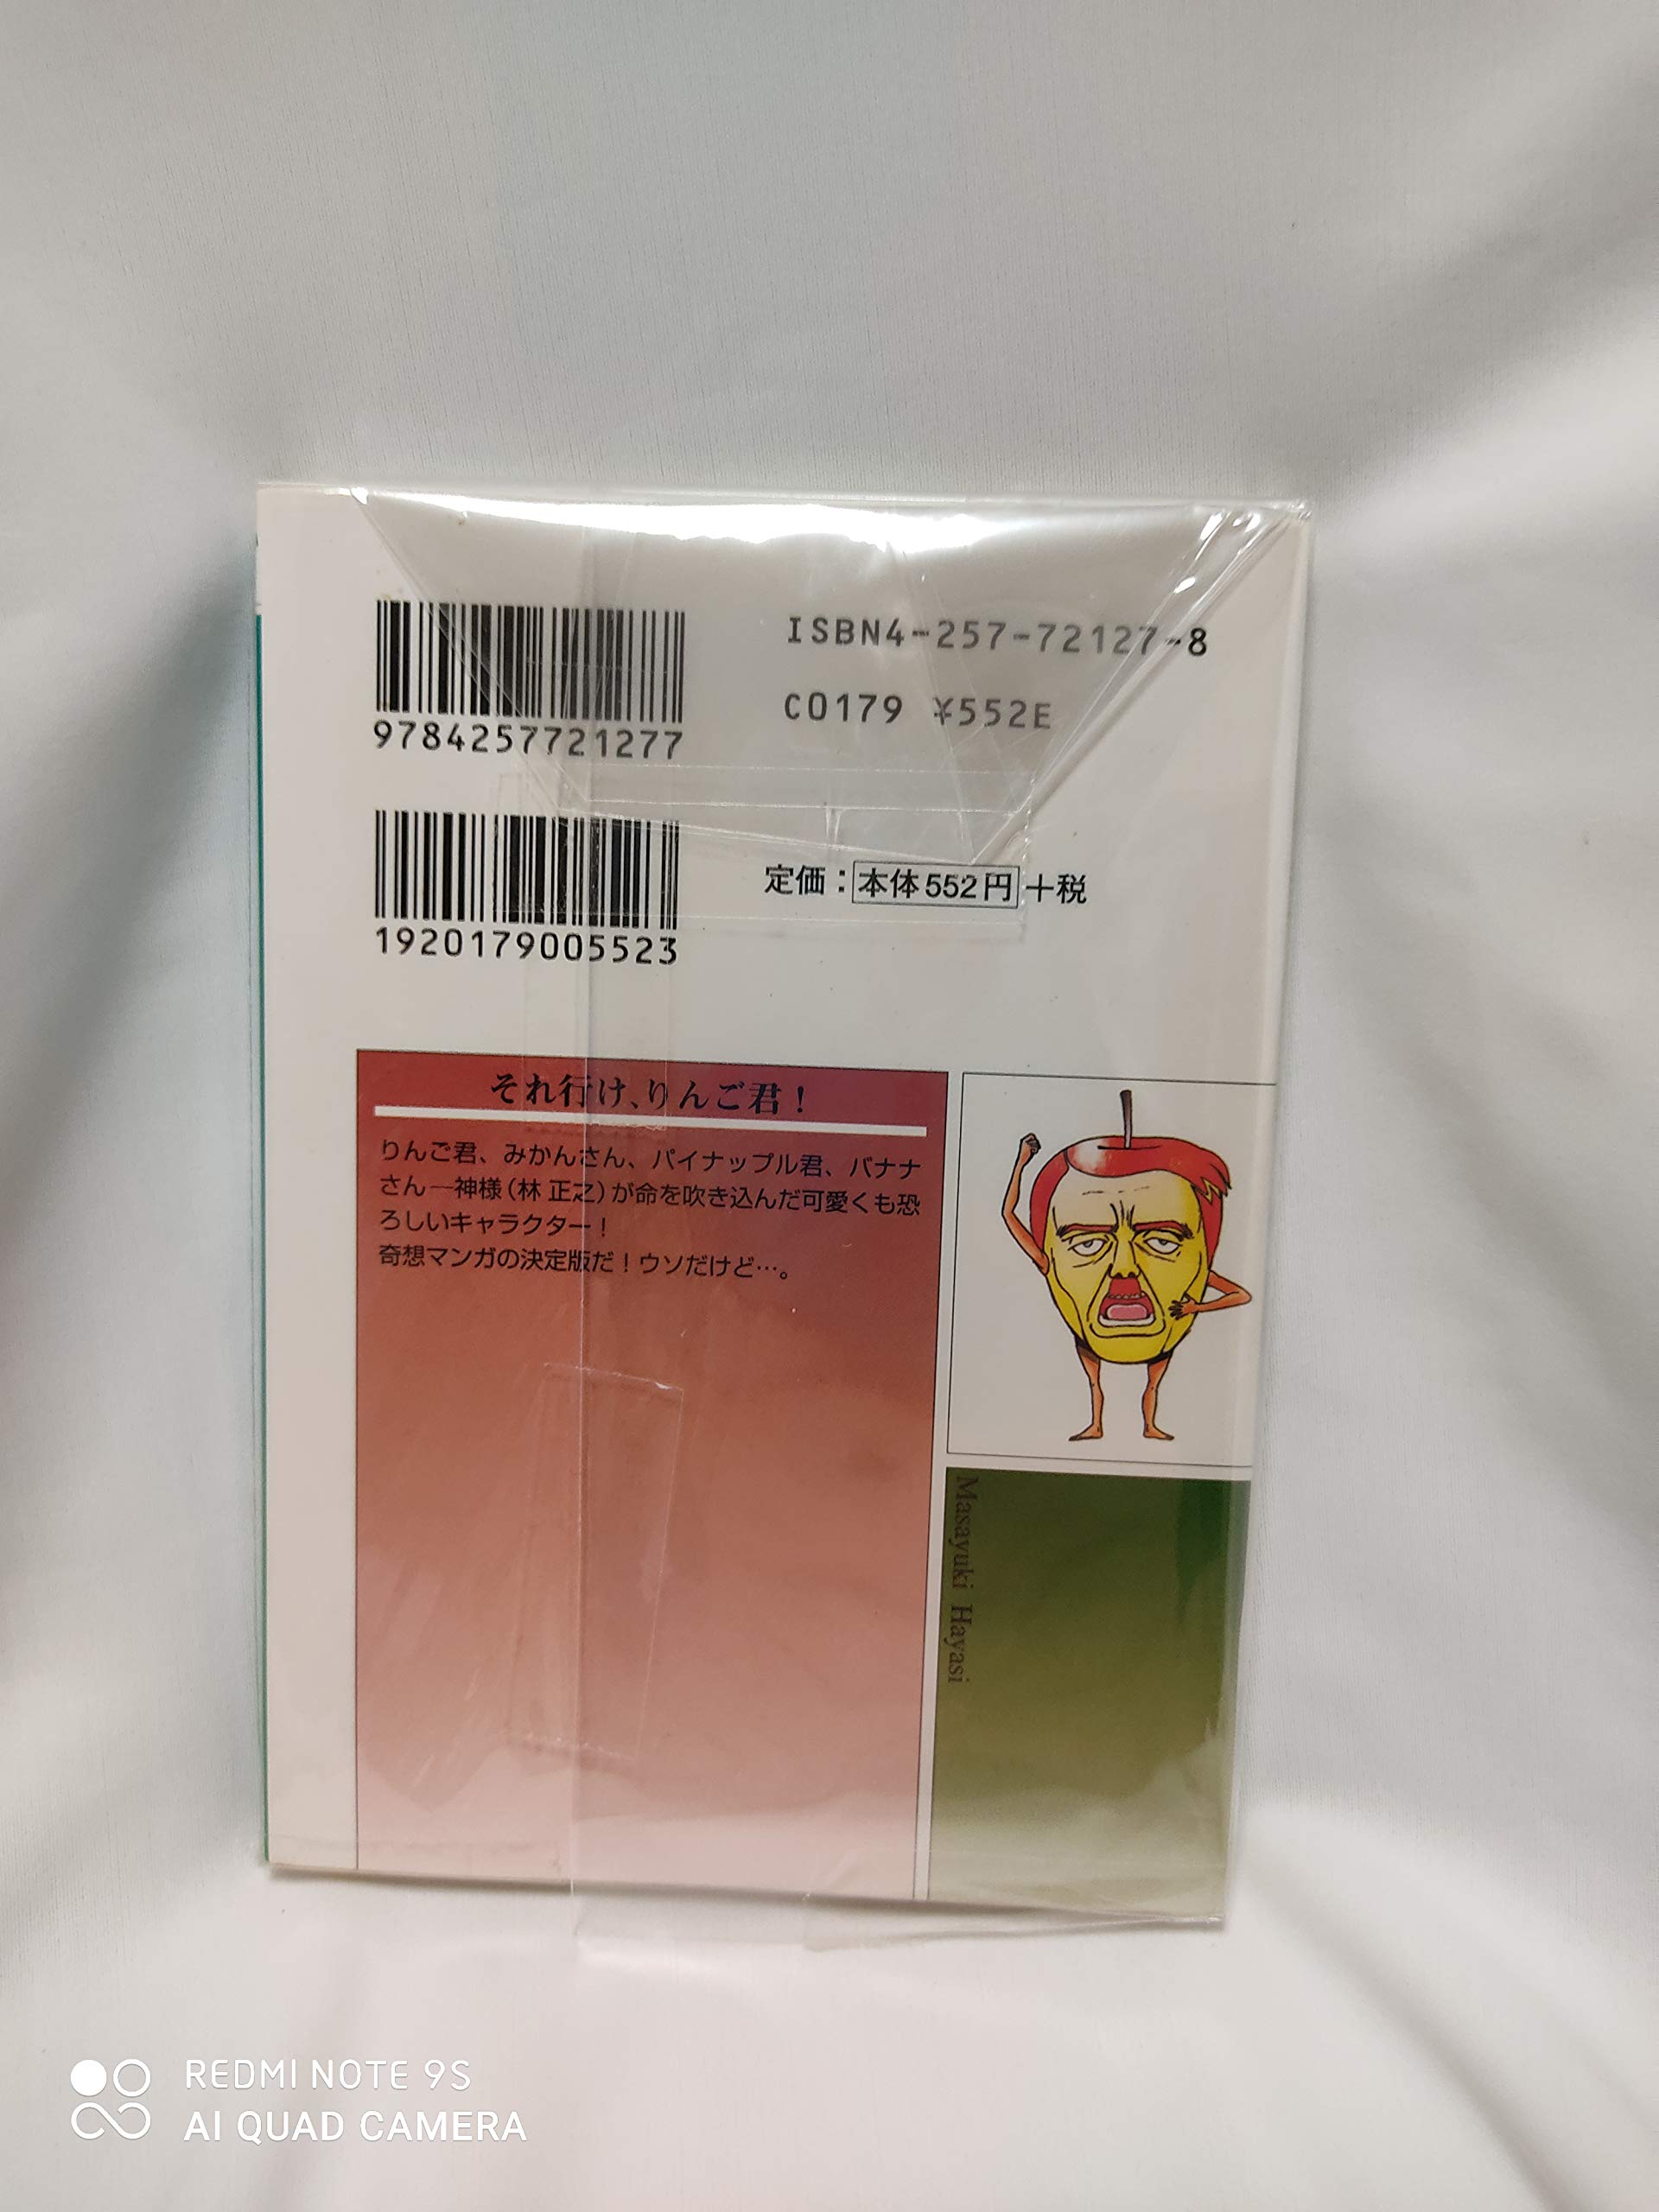 ISBN4-257-72127-8
C0179 ¥552E
9784257721277
定価：本体552円＋税
1920179005523
それ行け、りんご君！
りんご君、みかんさん、パイナップル君、バナナ
さん―神様（林 正之）が命を吹き込んだ可愛くも恐
ろしいキャラクター！
奇想マンガの決定版だ！ウソだけど…。
Masayuki Hayasi
REDMI NOTE 9S
AI QUAD CAMERA